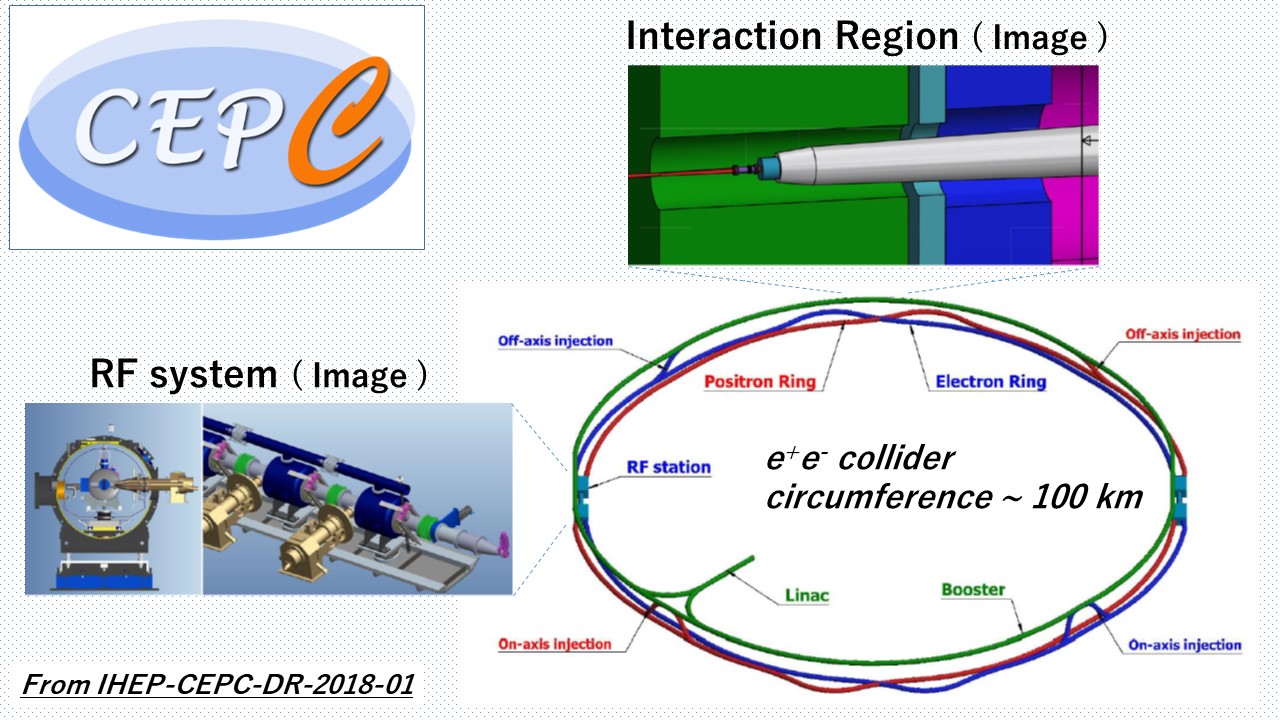 CEPC
Interaction Region ( Image )
RF system ( Image )
Off-axis injection
Off-axis injection
Positron Ring
Electron Ring
RF station
e⁺e⁻ collider
circumference ~ 100 km
Linac
Booster
On-axis injection
On-axis injection
From IHEP-CEPC-DR-2018-01